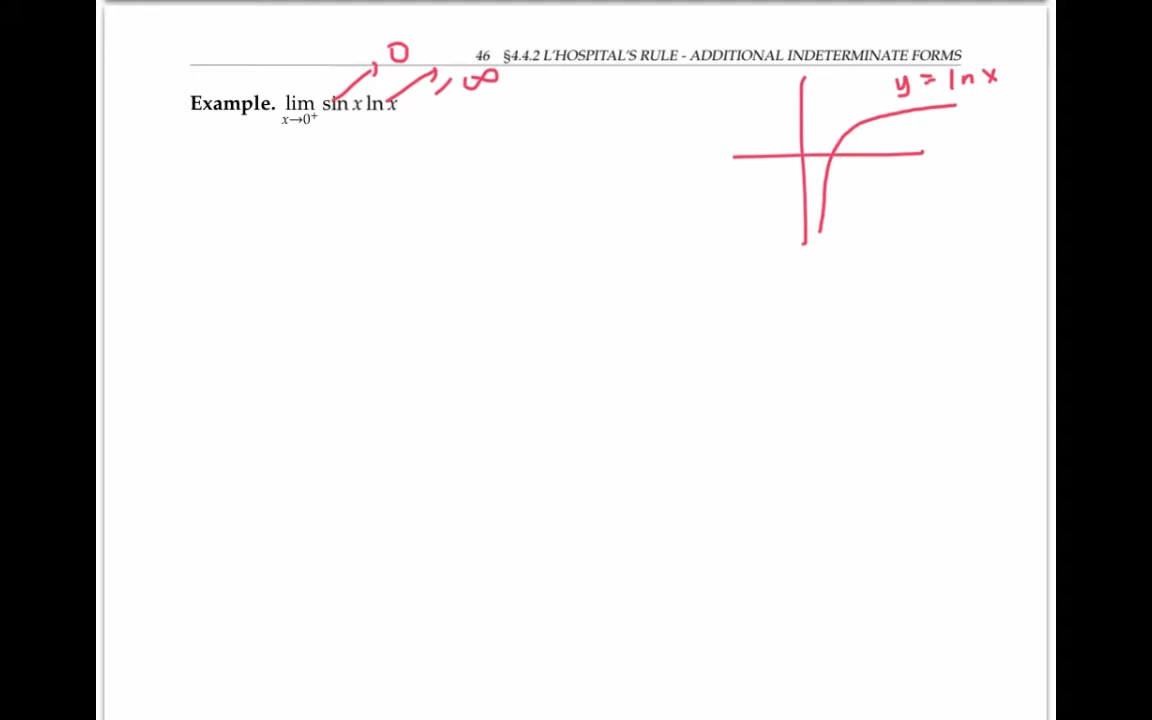 46 §4.4.2 L'HOSPITAL'S RULE - ADDITIONAL INDETERMINATE FORMS
0
Example. lim x→0⁺ sin x ln x
-∞
y = ln x